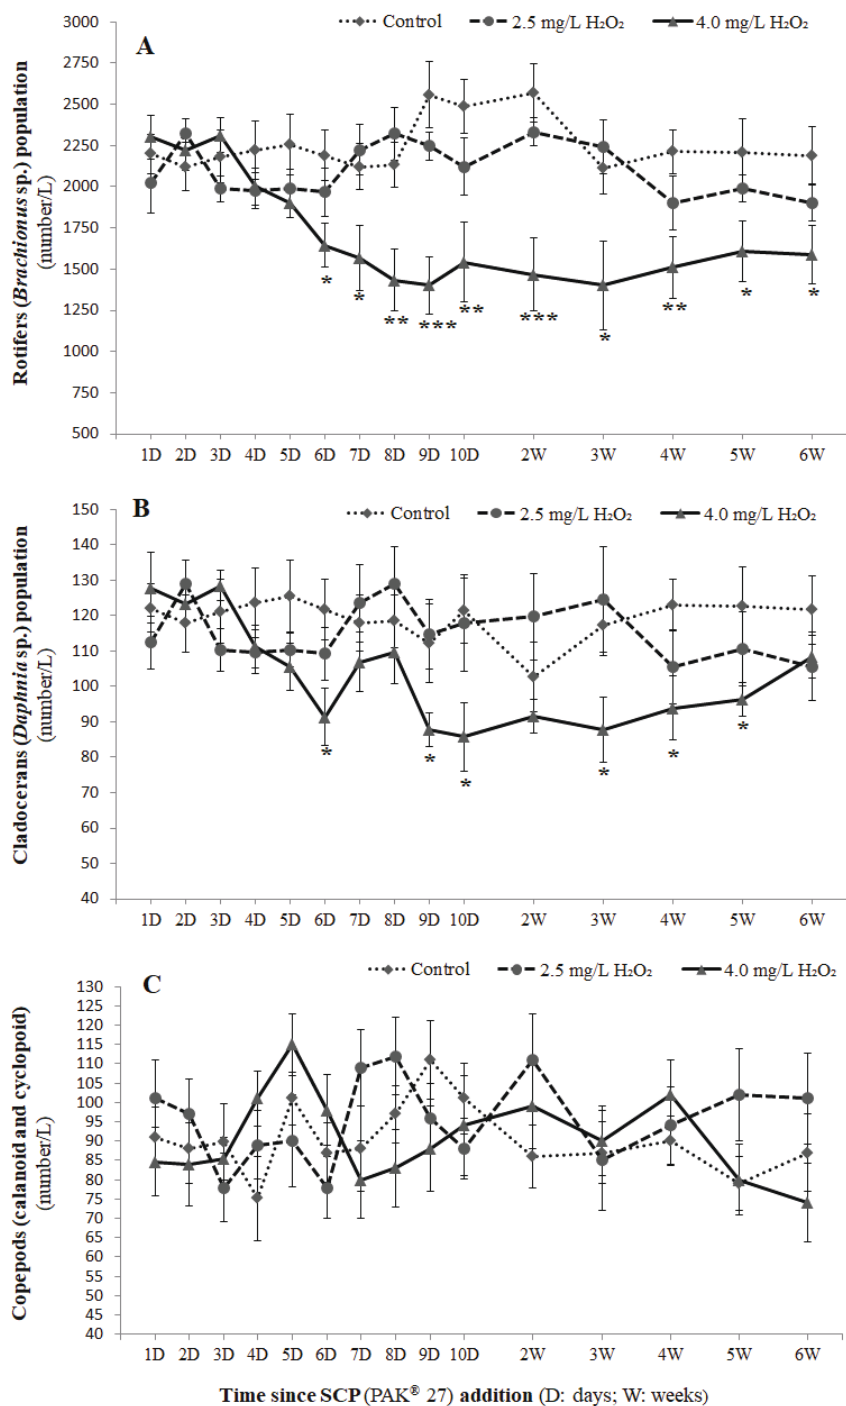 A
Control
2.5 mg/L H₂O₂
4.0 mg/L H₂O₂
Rotifers (Brachionus sp.) population
(number/L)
3000
2750
2500
2250
2000
1750
1500
1250
1000
750
500
* * ** *** ** *** * ** * *
1D 2D 3D 4D 5D 6D 7D 8D 9D 10D 2W 3W 4W 5W 6W
B
Control
2.5 mg/L H₂O₂
4.0 mg/L H₂O₂
Cladocerans (Daphnia sp.) population
(number/L)
150
140
130
120
110
100
90
80
70
60
50
40
* * * * * *
1D 2D 3D 4D 5D 6D 7D 8D 9D 10D 2W 3W 4W 5W 6W
C
Control
2.5 mg/L H₂O₂
4.0 mg/L H₂O₂
Copepods (calanoid and cyclopoid)
(number/L)
130
125
120
115
110
105
100
95
90
85
80
75
70
65
60
55
50
45
40
1D 2D 3D 4D 5D 6D 7D 8D 9D 10D 2W 3W 4W 5W 6W
Time since SCP (PAK® 27) addition (D: days; W: weeks)